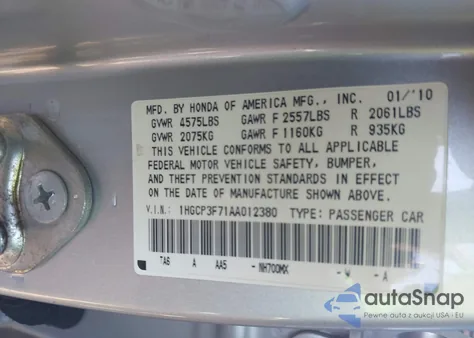 MFD. BY HONDA OF AMERICA MFG., INC. 01/'10
GVWR 4575LBS GAWR F 2557LBS R 2061LBS
GVWR 2075KG GAWR F 1160KG R 935KG
THIS VEHICLE CONFORMS TO ALL APPLICABLE
FEDERAL MOTOR VEHICLE SAFETY, BUMPER,
AND THEFT PREVENTION STANDARDS IN EFFECT
ON THE DATE OF MANUFACTURE SHOWN ABOVE.
V.I.N.: 1HGCP3F71AA012380 TYPE: PASSENGER CAR
TA6 A AA5 - NH700MX - W - A
autoSnap
Pewne auta z aukcji USA i EU